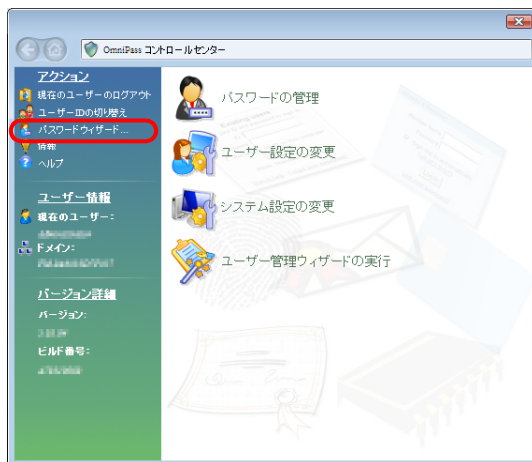 OmniPass コントロールセンター
アクション
現在のユーザーのログアウト
ユーザーIDの切り替え
パスワードウィザード...
情報
ヘルプ
ユーザー情報
現在のユーザー:
ドメイン:
バージョン詳細
バージョン:
ビルド番号:
パスワードの管理
ユーザー設定の変更
システム設定の変更
ユーザー管理ウィザードの実行